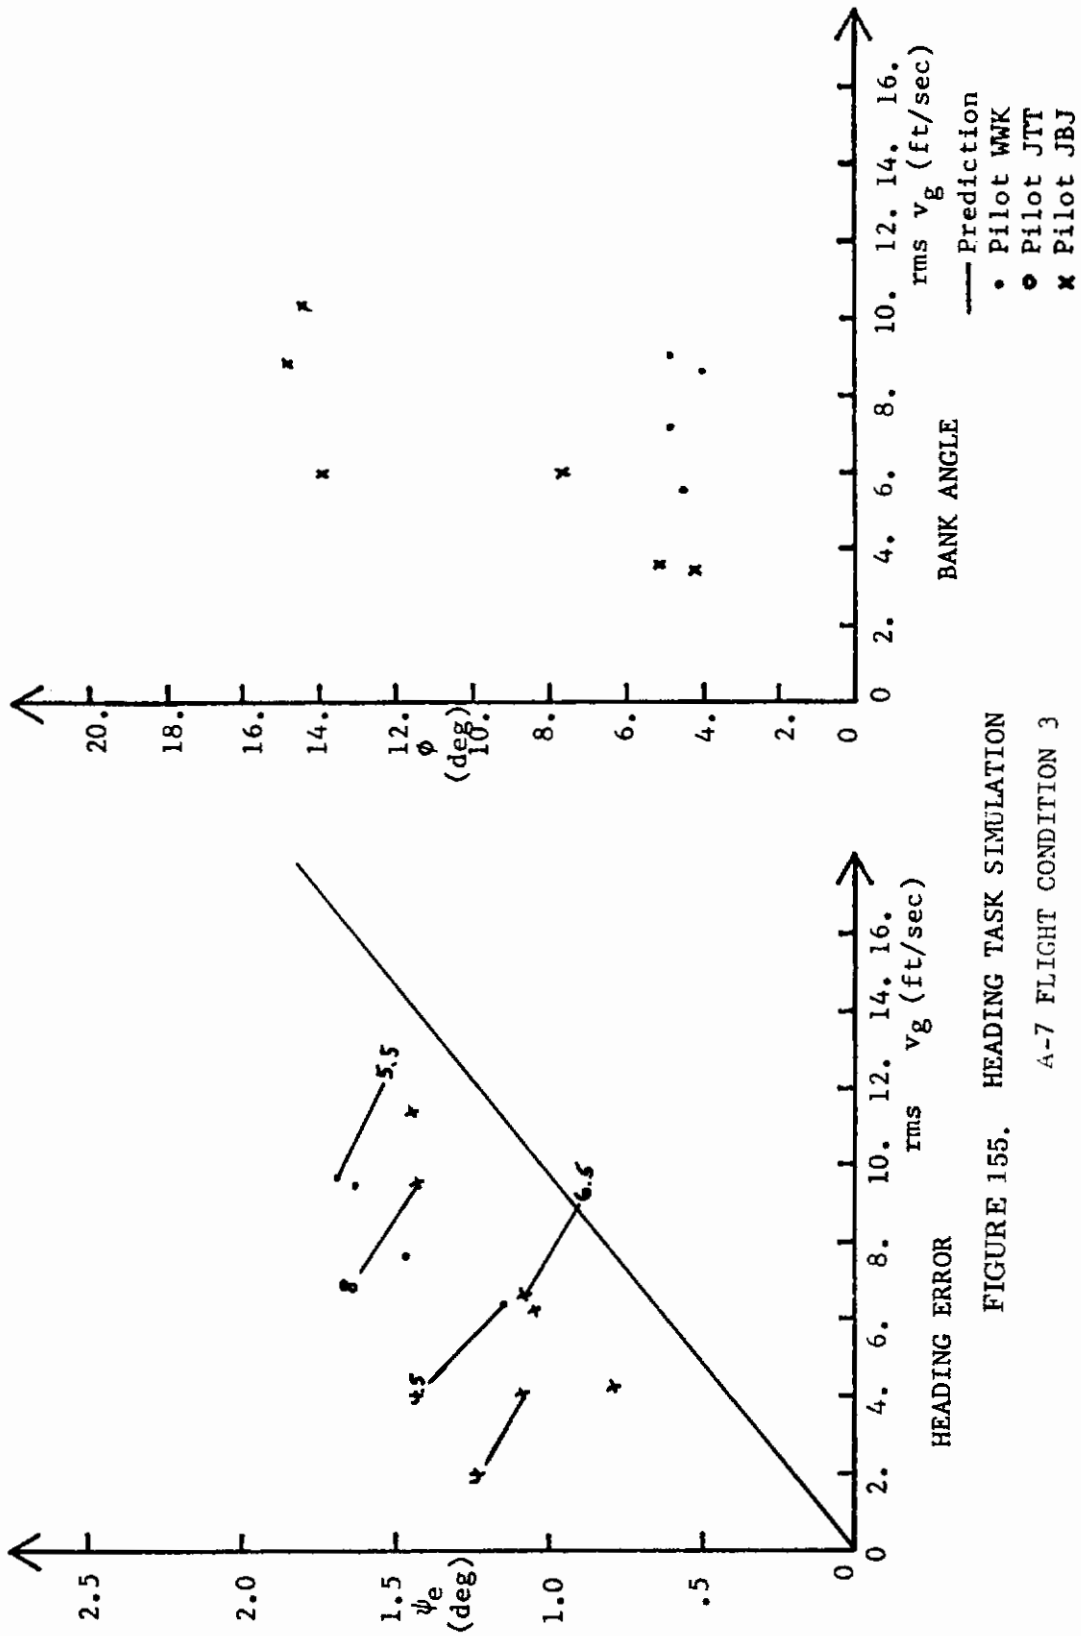 2.5
2.0
1.5
ψe
(deg)
1.0
.5
0
0 2. 4. 6. 8. 10. 12. 14. 16.
rms vg (ft/sec)
4
4.5
8
5.5
6.5
HEADING ERROR
20.
18.
16.
14.
12.
φ
(deg)
10.
8.
6.
4.
2.
0
0 2. 4. 6. 8. 10. 12. 14. 16.
rms vg (ft/sec)
BANK ANGLE
Prediction
Pilot WWK
Pilot JTT
Pilot JBJ
FIGURE 155. HEADING TASK SIMULATION
A-7 FLIGHT CONDITION 3